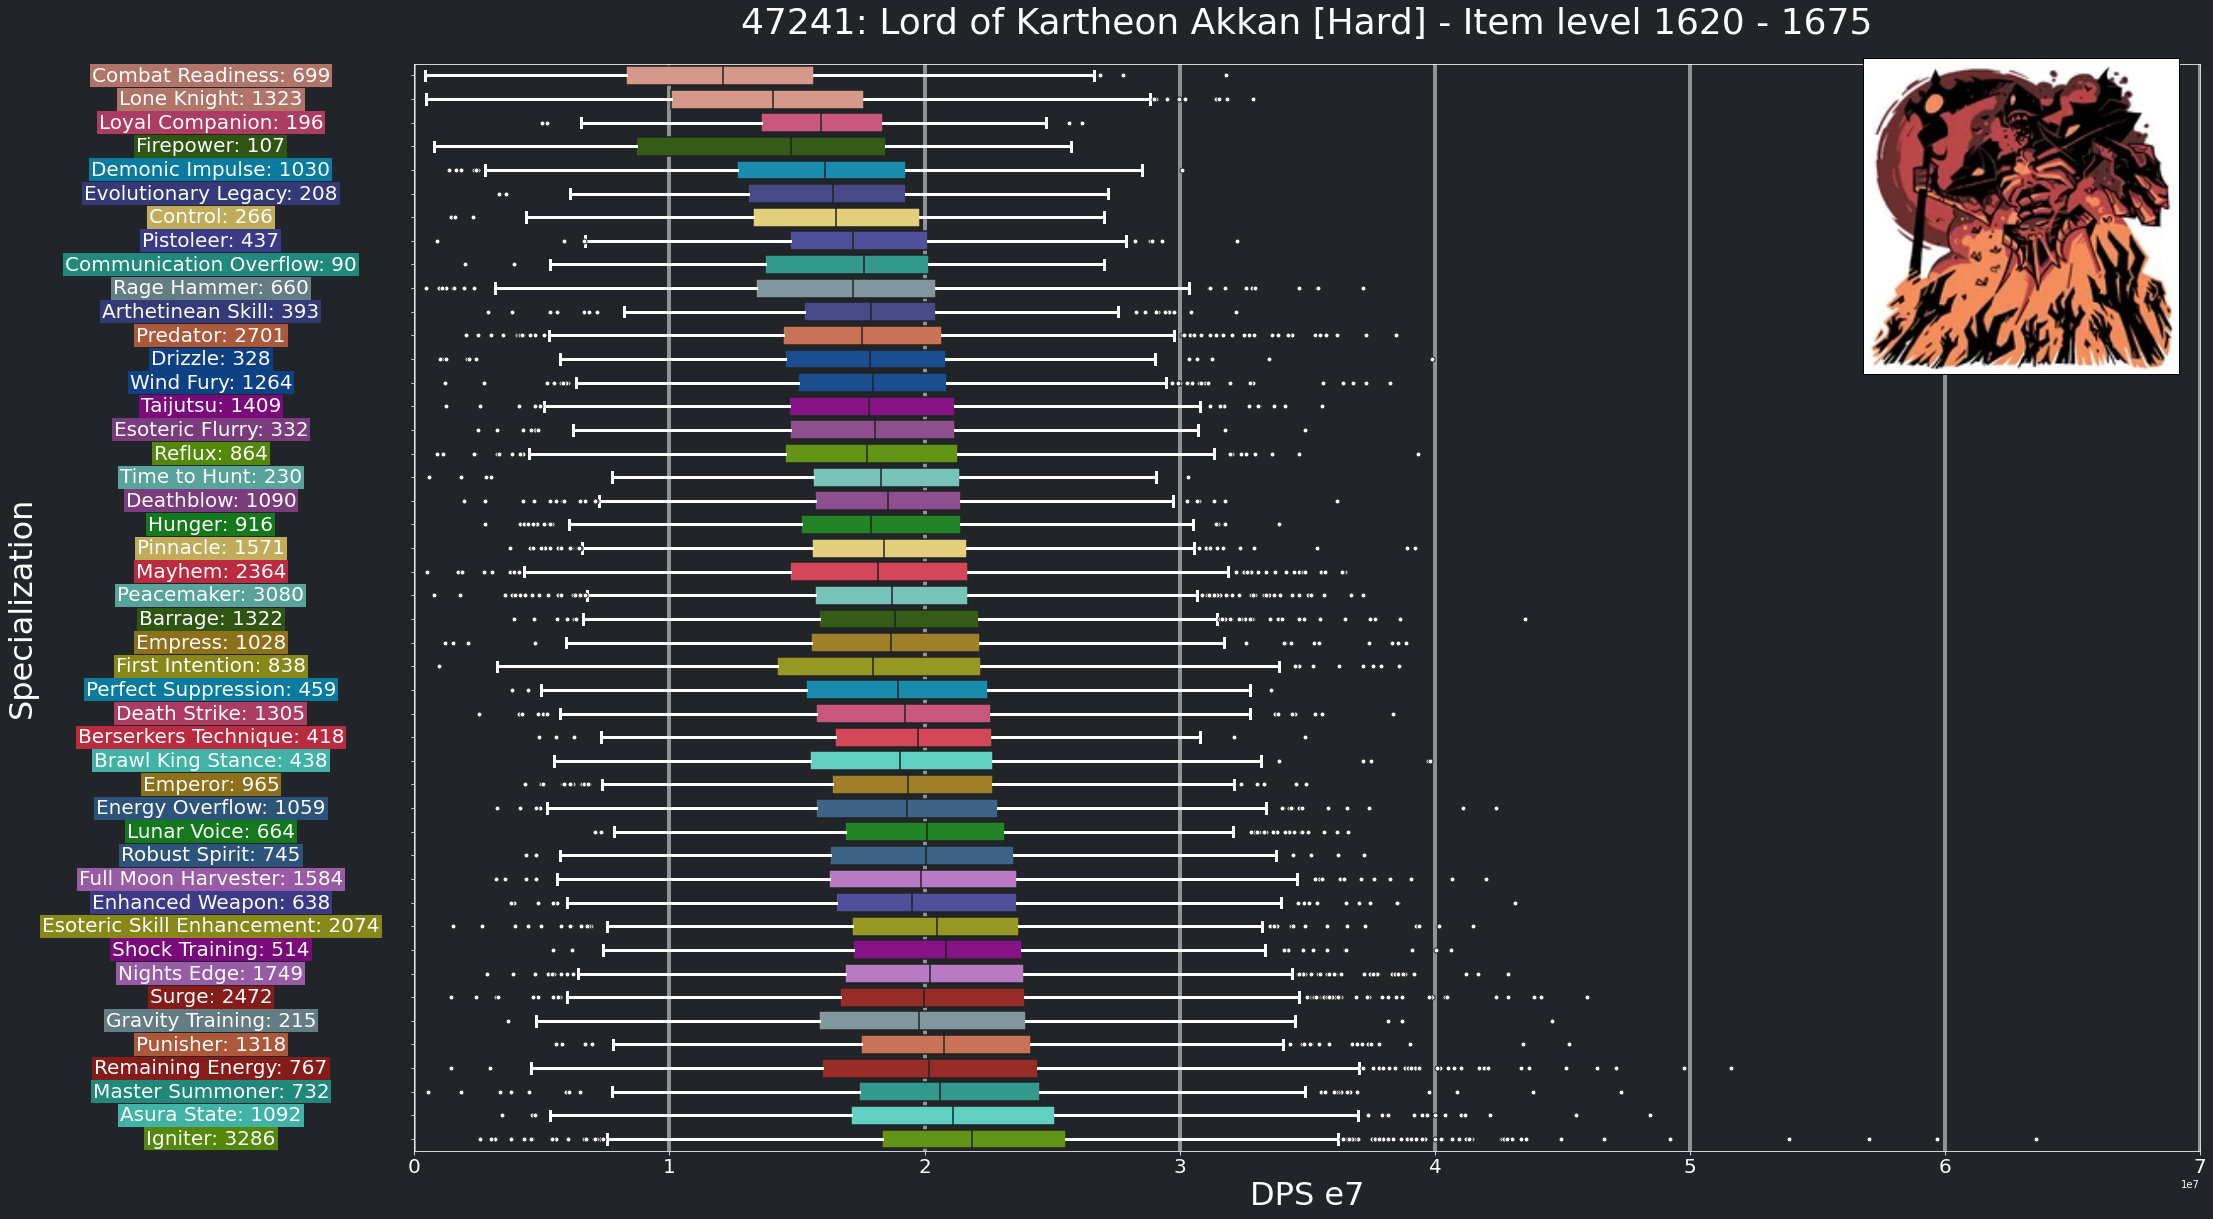 47241: Lord of Kartheon Akkan [Hard] - Item level 1620 - 1675
Specialization
Combat Readiness: 699
Lone Knight: 1323
Loyal Companion: 196
Firepower: 107
Demonic Impulse: 1030
Evolutionary Legacy: 208
Control: 266
Pistoleer: 437
Communication Overflow: 90
Rage Hammer: 660
Arthetinean Skill: 393
Predator: 2701
Drizzle: 328
Wind Fury: 1264
Taijutsu: 1409
Esoteric Flurry: 332
Reflux: 864
Time to Hunt: 230
Deathblow: 1090
Hunger: 916
Pinnacle: 1571
Mayhem: 2364
Peacemaker: 3080
Barrage: 1322
Empress: 1028
First Intention: 838
Perfect Suppression: 459
Death Strike: 1305
Berserkers Technique: 418
Brawl King Stance: 438
Emperor: 965
Energy Overflow: 1059
Lunar Voice: 664
Robust Spirit: 745
Full Moon Harvester: 1584
Enhanced Weapon: 638
Esoteric Skill Enhancement: 2074
Shock Training: 514
Nights Edge: 1749
Surge: 2472
Gravity Training: 215
Punisher: 1318
Remaining Energy: 767
Master Summoner: 732
Asura State: 1092
Igniter: 3286
0 1 2 3 4 5 6 7
1e7
DPS e7